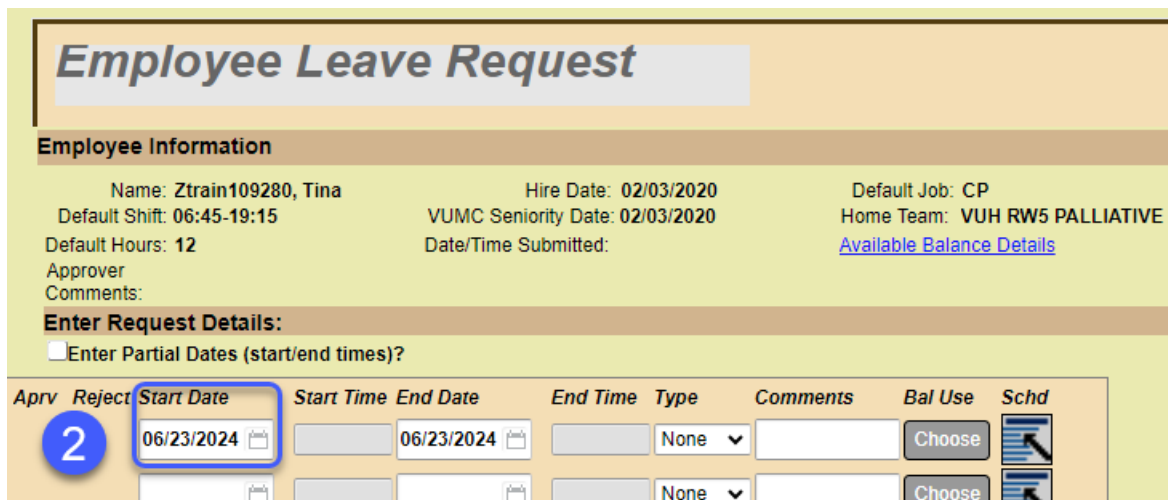 Employee Leave Request
Employee Information
Name: Ztrain109280, Tina Hire Date: 02/03/2020 Default Job: CP
Default Shift: 06:45-19:15 VUMC Seniority Date: 02/03/2020 Home Team: VUH RW5 PALLIATIVE
Default Hours: 12 Date/Time Submitted: Available Balance Details
Approver
Comments:
Enter Request Details:
Enter Partial Dates (start/end times)?
Aprv Reject Start Date Start Time End Date End Time Type Comments Bal Use Schd
2 06/23/2024 06/23/2024 None Choose
None Choose